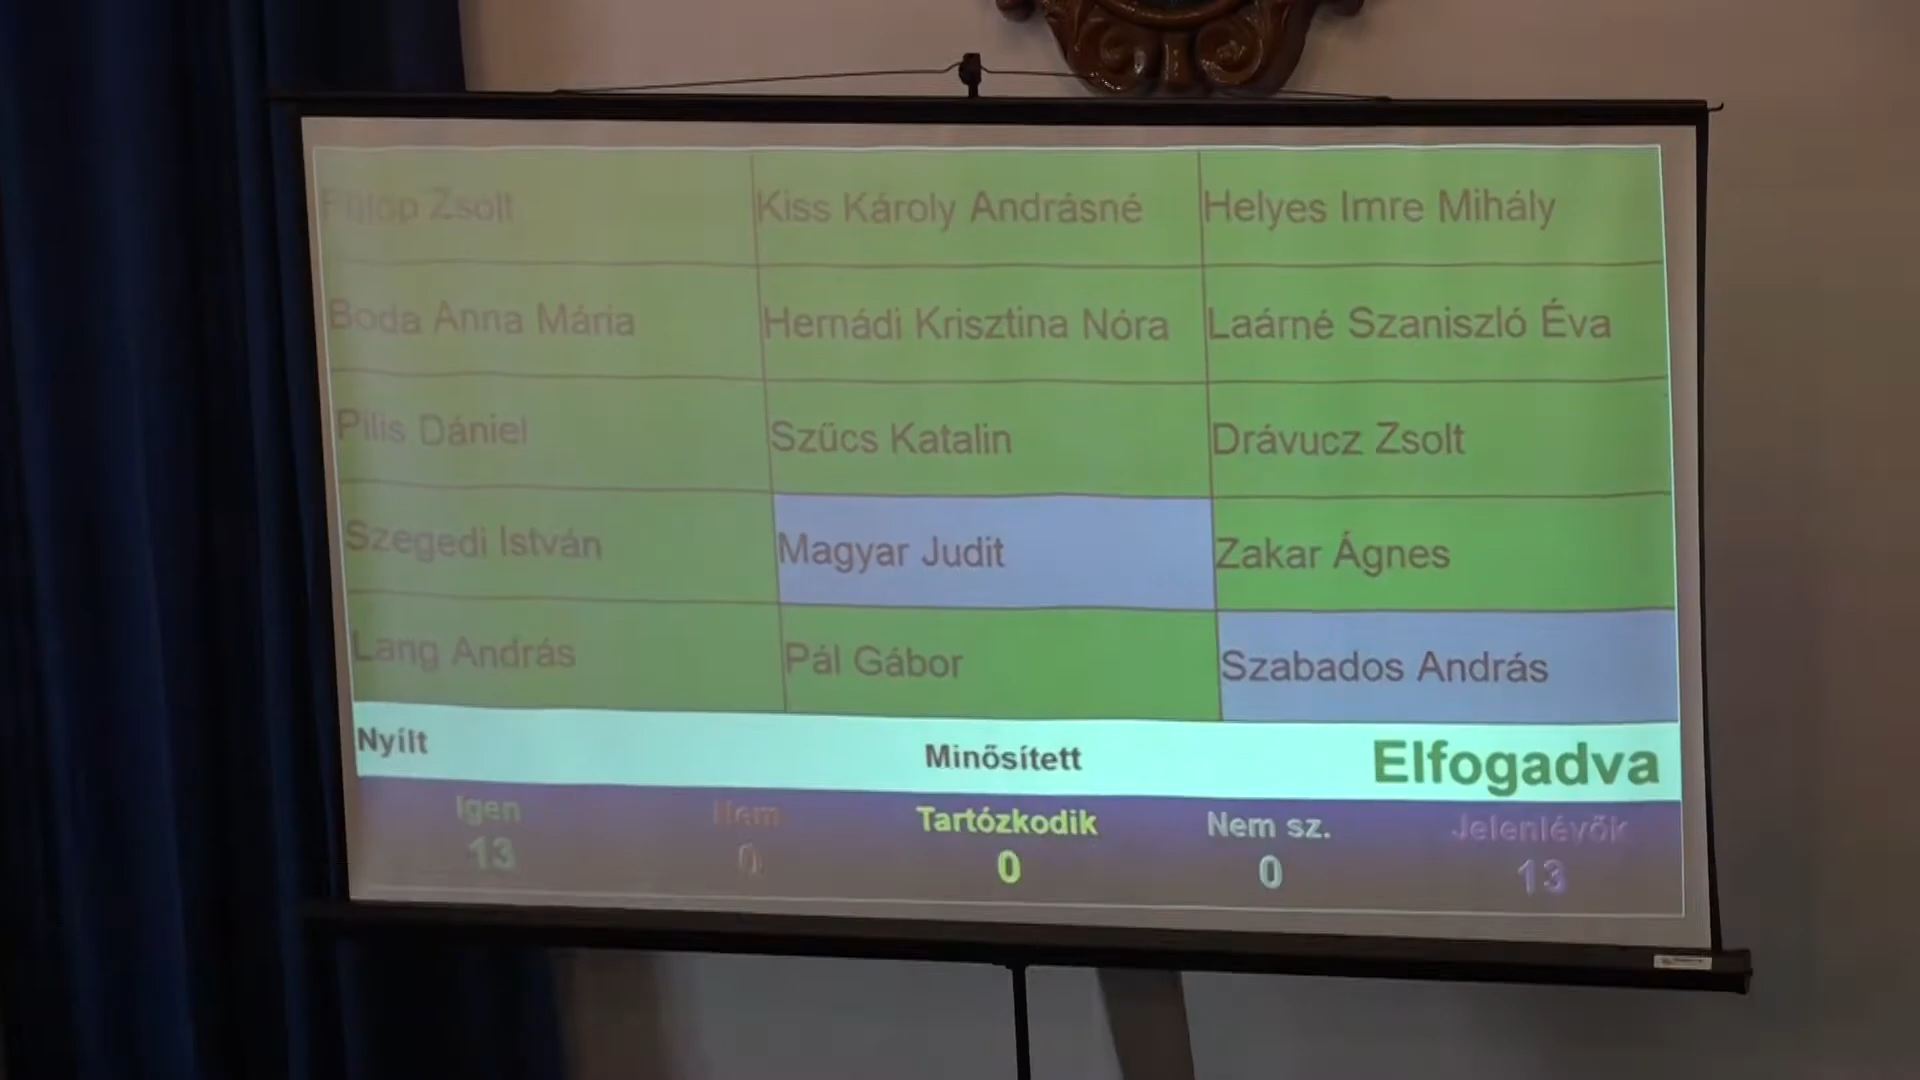 Fülöp Zsolt Kiss Károly Andrásné Helyes Imre Mihály
Boda Anna Mária Hernádi Krisztina Nóra Laárné Szaniszló Éva
Pilis Dániel Szűcs Katalin Drávucz Zsolt
Szegedi István Magyar Judit Zakar Ágnes
Lang András Pál Gábor Szabados András
Nyílt Minősített Elfogadva
Igen Nem Tartózkodik Nem sz. Jelenlévők
13 0 0 0 13